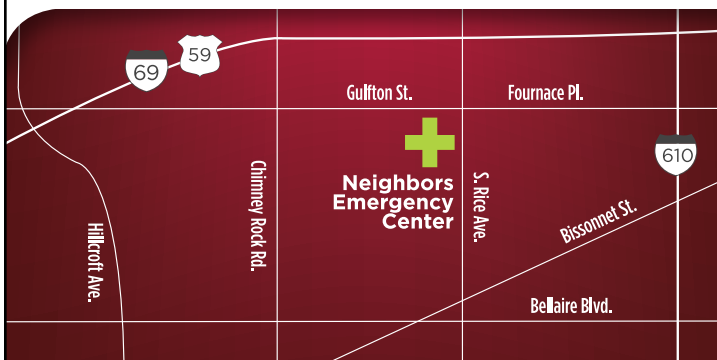 59
69
Gulfton St.
Fournace Pl.
610
Neighbors
Emergency
Center
Chimney Rock Rd.
S. Rice Ave.
Bissonnet St.
Hillcroft Ave.
Bellaire Blvd.